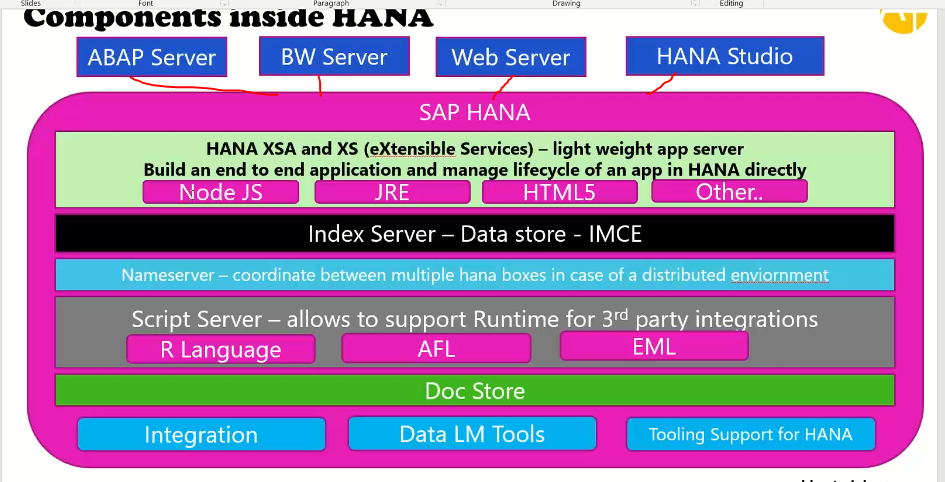 Slides
Font
Paragraph
Drawing
Editing
Components inside HANA
ABAP Server
BW Server
Web Server
HANA Studio
SAP HANA
HANA XSA and XS (eXtensible Services) – light weight app server
Build an end to end application and manage lifecycle of an app in HANA directly
Node JS
JRE
HTML5
Other..
Index Server – Data store - IMCE
Nameserver – coordinate between multiple hana boxes in case of a distributed enviornment
Script Server – allows to support Runtime for 3rd party integrations
R Language
AFL
EML
Doc Store
Integration
Data LM Tools
Tooling Support for HANA